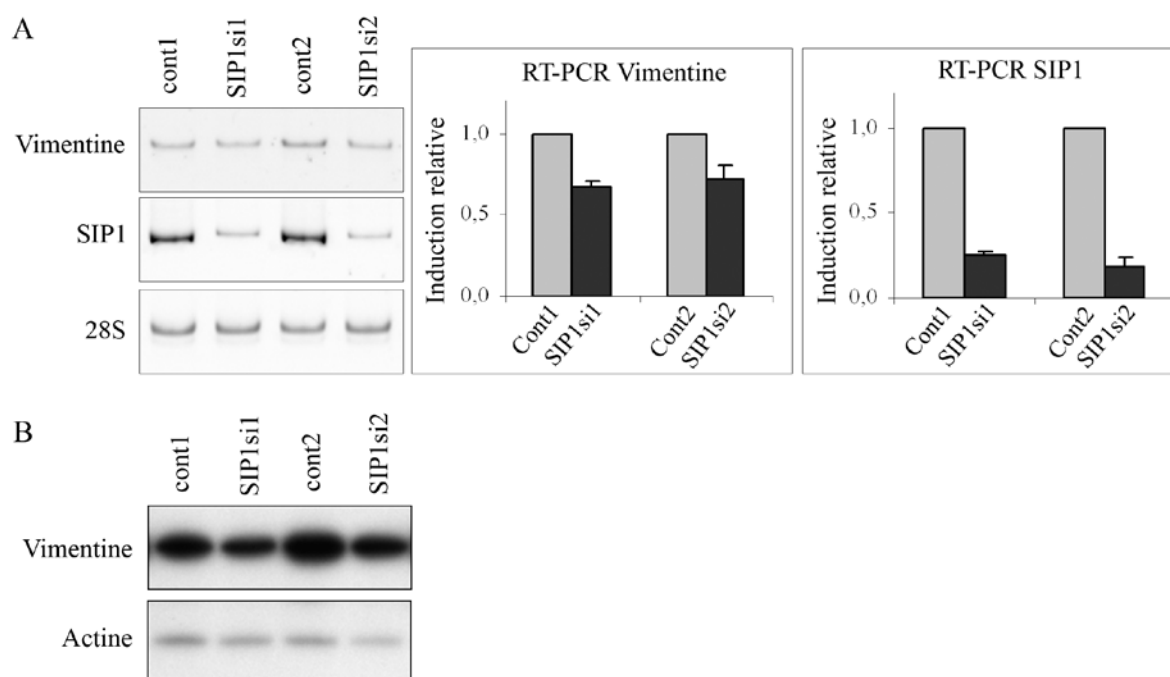 A
cont1
SIP1si1
cont2
SIP1si2
Vimentine
SIP1
28S
RT-PCR Vimentine
Induction relative
1,0
0,5
0,0
Cont1
SIP1si1
Cont2
SIP1si2
RT-PCR SIP1
Induction relative
1,0
0,5
0,0
Cont1
SIP1si1
Cont2
SIP1si2
B
cont1
SIP1si1
cont2
SIP1si2
Vimentine
Actine